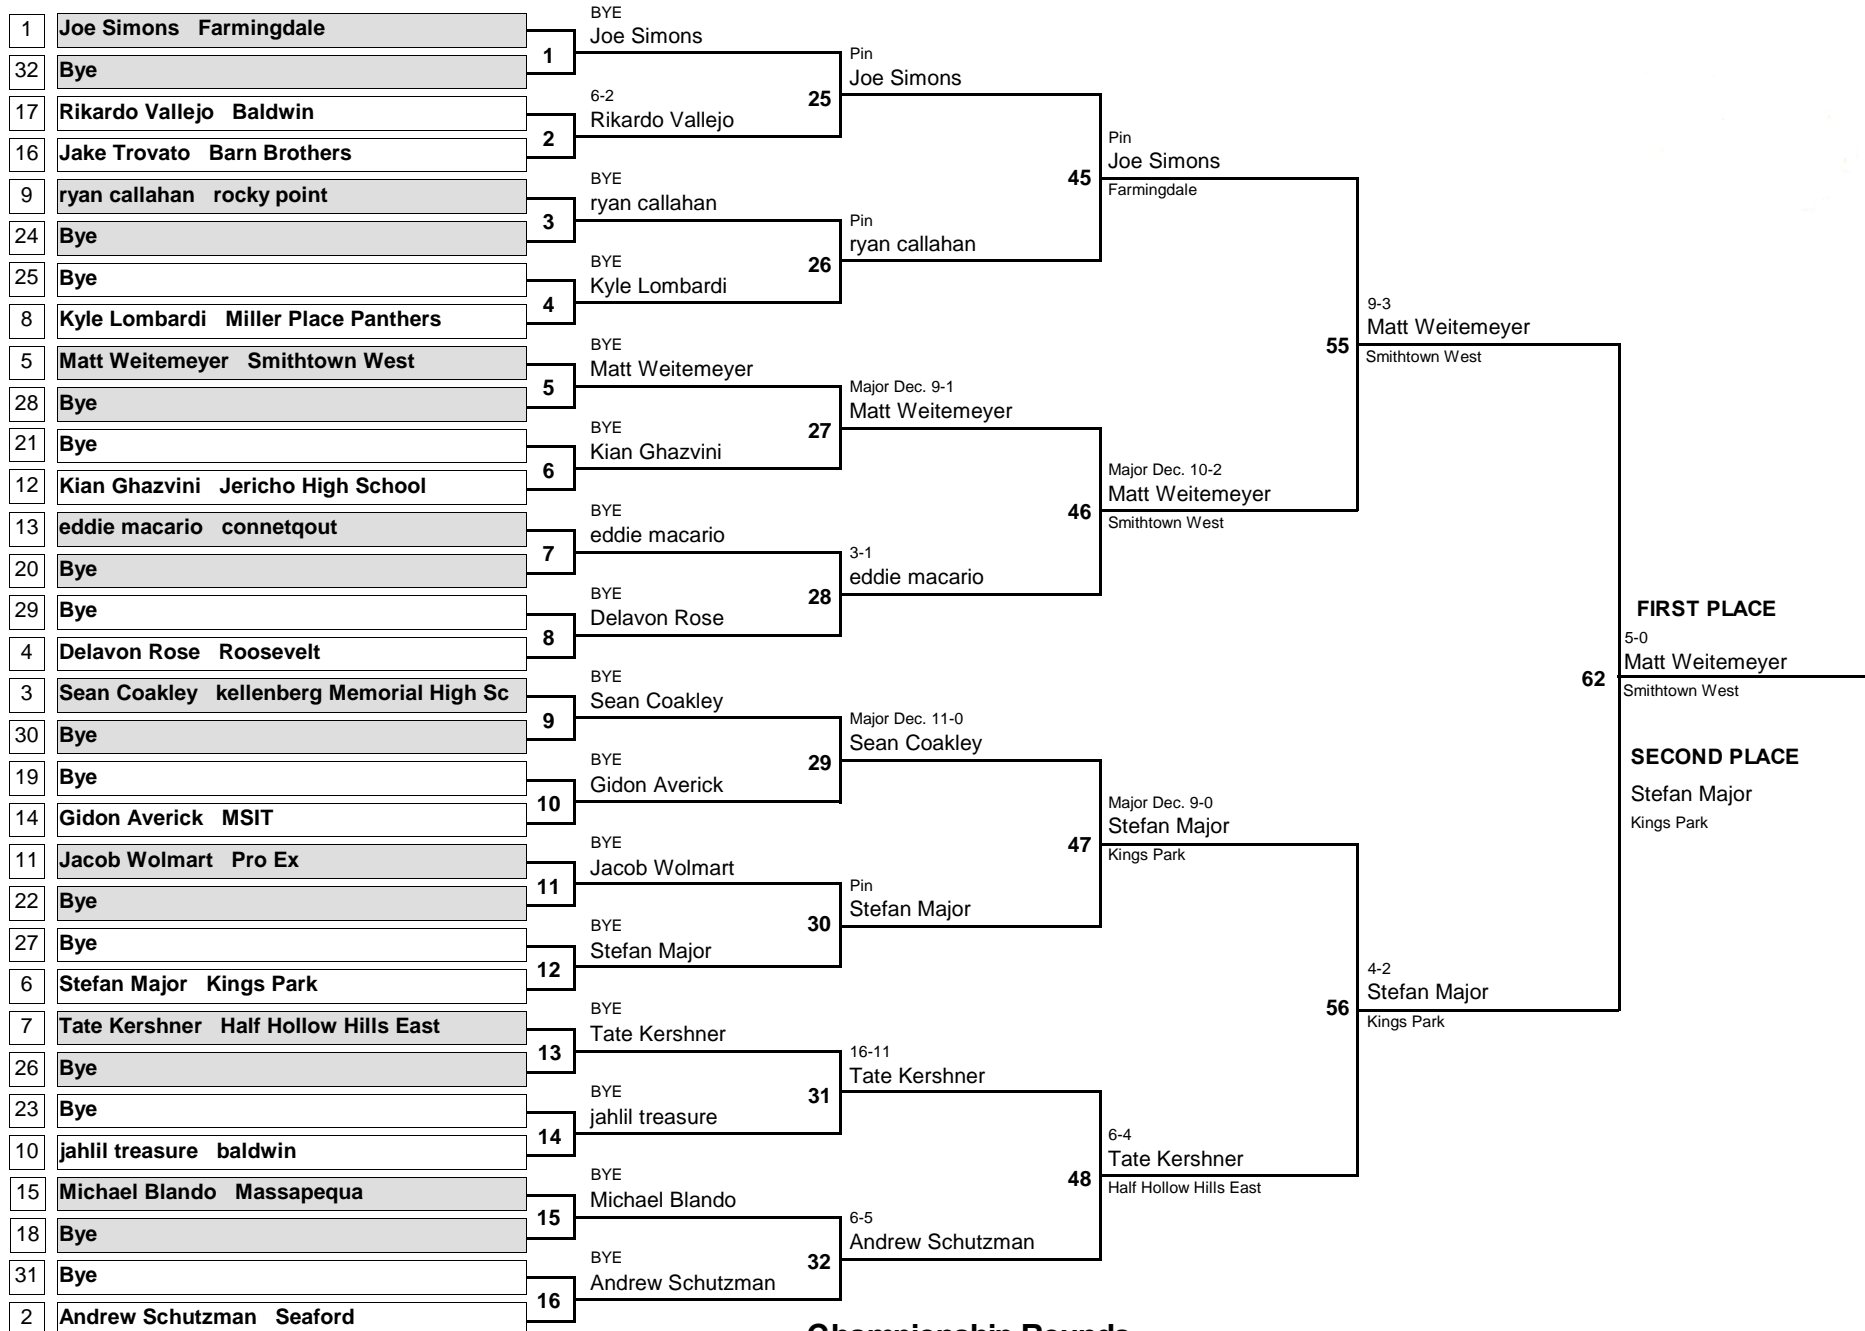 1 Joe Simons Farmingdale
32 Bye
17 Rikardo Vallejo Baldwin
16 Jake Trovato Barn Brothers
9 ryan callahan rocky point
24 Bye
25 Bye
8 Kyle Lombardi Miller Place Panthers
5 Matt Weitemeyer Smithtown West
28 Bye
21 Bye
12 Kian Ghazvini Jericho High School
13 eddie macario connetqout
20 Bye
29 Bye
4 Delavon Rose Roosevelt
3 Sean Coakley kellenberg Memorial High Sc
30 Bye
19 Bye
14 Gidon Averick MSIT
11 Jacob Wolmart Pro Ex
22 Bye
27 Bye
6 Stefan Major Kings Park
7 Tate Kershner Half Hollow Hills East
26 Bye
23 Bye
10 jahlil treasure baldwin
15 Michael Blando Massapequa
18 Bye
31 Bye
2 Andrew Schutzman Seaford
1
2
3
4
5
6
7
8
9
10
11
12
13
14
15
16
BYE
Joe Simons
6-2
Rikardo Vallejo
BYE
ryan callahan
BYE
Kyle Lombardi
BYE
Matt Weitemeyer
BYE
Kian Ghazvini
BYE
eddie macario
BYE
Delavon Rose
BYE
Sean Coakley
BYE
Gidon Averick
BYE
Jacob Wolmart
BYE
Stefan Major
BYE
Tate Kershner
BYE
jahlil treasure
BYE
Michael Blando
BYE
Andrew Schutzman
25
26
27
28
29
30
31
32
Pin
Joe Simons
Pin
ryan callahan
Major Dec. 9-1
Matt Weitemeyer
3-1
eddie macario
Major Dec. 11-0
Sean Coakley
Pin
Stefan Major
16-11
Tate Kershner
6-5
Andrew Schutzman
45
46
47
48
Pin
Joe Simons
Farmingdale
Major Dec. 10-2
Matt Weitemeyer
Smithtown West
Major Dec. 9-0
Stefan Major
Kings Park
6-4
Tate Kershner
Half Hollow Hills East
55
56
9-3
Matt Weitemeyer
Smithtown West
4-2
Stefan Major
Kings Park
62
FIRST PLACE
5-0
Matt Weitemeyer
Smithtown West
SECOND PLACE
Stefan Major
Kings Park
Championship Rounds